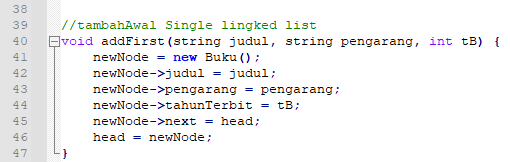 38
39 //tambahAwal Single lingked list
40 void addFirst(string judul, string pengarang, int tB) {
41 newNode = new Buku();
42 newNode->judul = judul;
43 newNode->pengarang = pengarang;
44 newNode->tahunTerbit = tB;
45 newNode->next = head;
46 head = newNode;
47 }